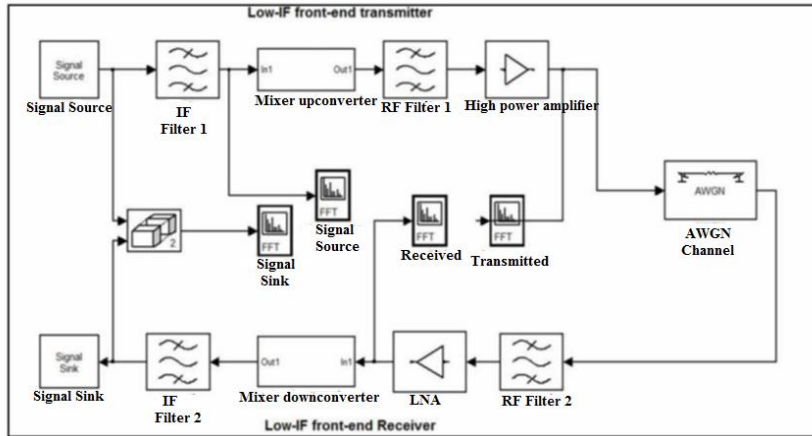 Low-IF front-end transmitter
Signal
Source
In1
Out1
Signal Source
IF
Filter 1
Mixer upconverter
RF Filter 1
High power amplifier
AWGN
AWGN
Channel
FFT
Signal
Source
2
FFT
Signal
Sink
FFT
Received
FFT
Transmitted
Signal
Sink
Out1
In1
Signal Sink
IF
Filter 2
Mixer downconverter
LNA
RF Filter 2
Low-IF front-end Receiver